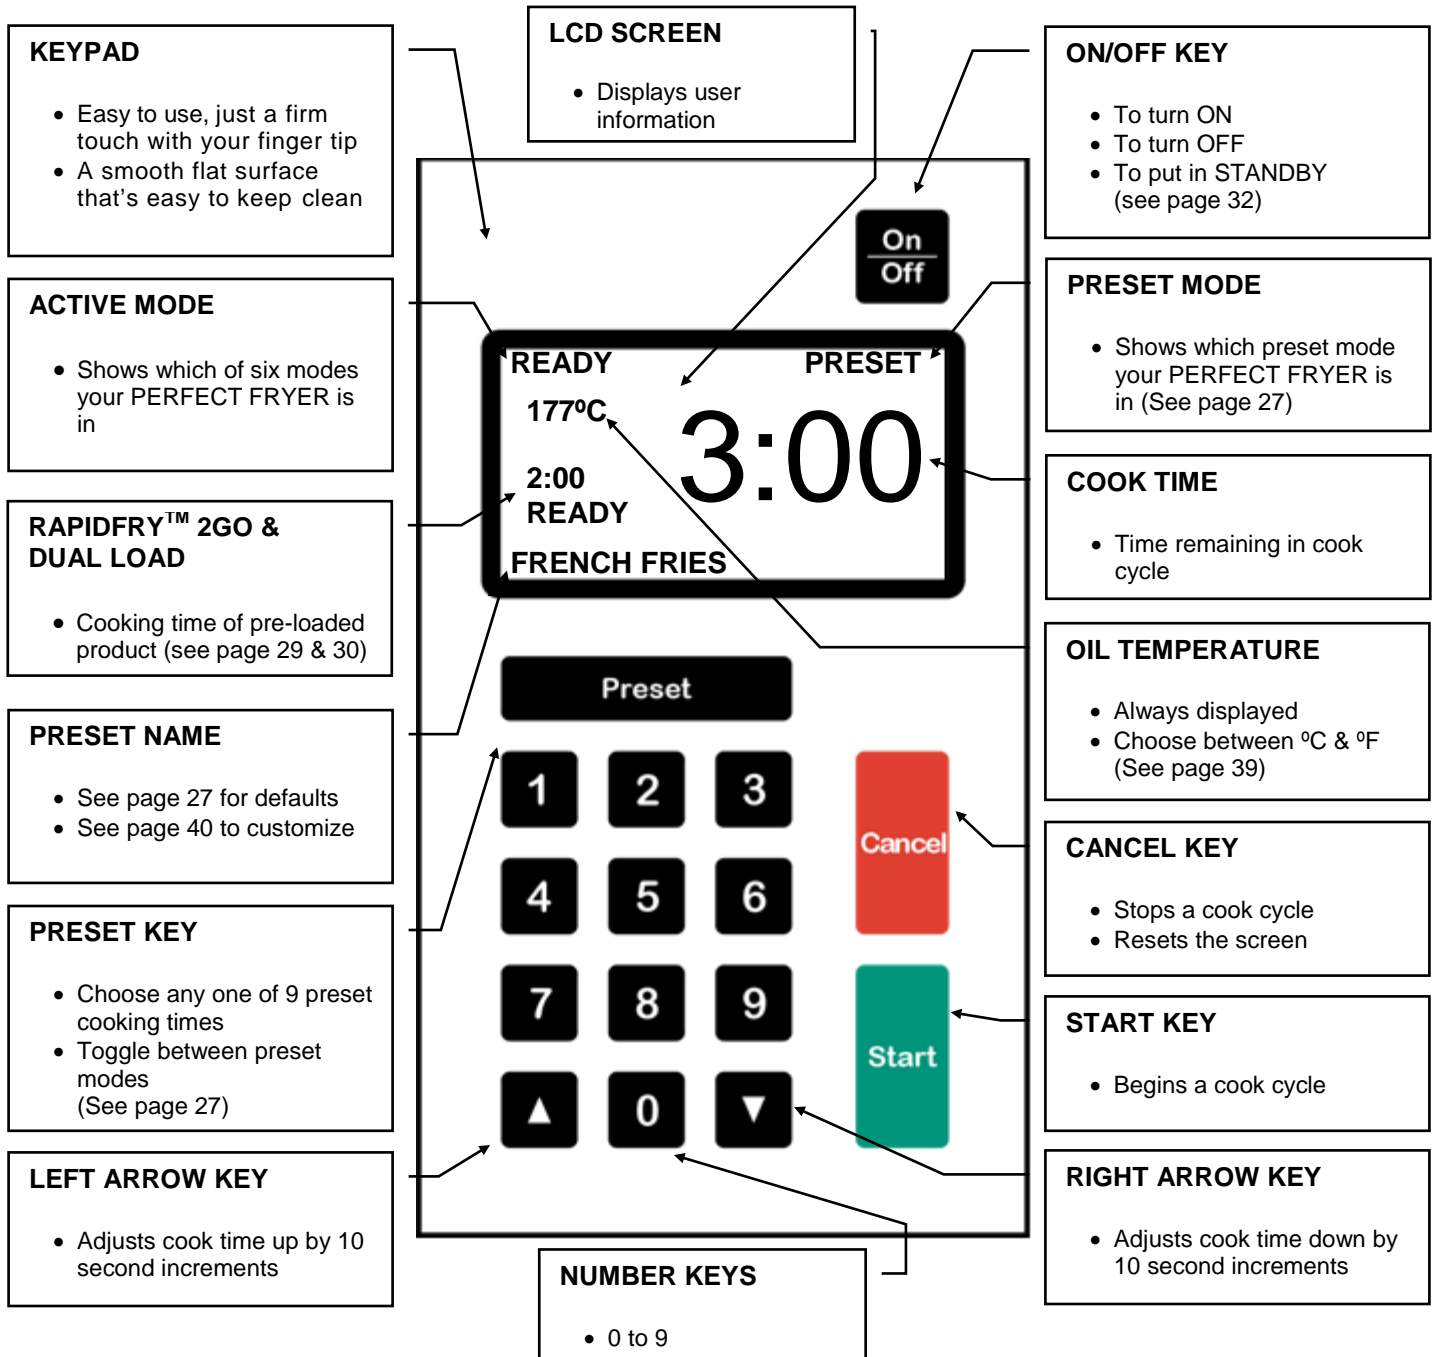 KEYPAD
• Easy to use, just a firm
touch with your finger tip
• A smooth flat surface
that's easy to keep clean
ACTIVE MODE
• Shows which of six modes
your PERFECT FRYER is
in
RAPIDFRY™ 2GO &
DUAL LOAD
• Cooking time of pre-loaded
product (see page 29 & 30)
PRESET NAME
• See page 27 for defaults
• See page 40 to customize
PRESET KEY
• Choose any one of 9 preset
cooking times
• Toggle between preset
modes
(See page 27)
LEFT ARROW KEY
• Adjusts cook time up by 10
second increments
LCD SCREEN
• Displays user
information
On
Off
READY PRESET
177ºC
3:00
2:00
READY
FRENCH FRIES
Preset
1 2 3
Cancel
4 5 6
7 8 9
Start
▲ 0 ▼
NUMBER KEYS
• 0 to 9
ON/OFF KEY
• To turn ON
• To turn OFF
• To put in STANDBY
(see page 32)
PRESET MODE
• Shows which preset mode
your PERFECT FRYER is
in (See page 27)
COOK TIME
• Time remaining in cook
cycle
OIL TEMPERATURE
• Always displayed
• Choose between ºC & ºF
(See page 39)
CANCEL KEY
• Stops a cook cycle
• Resets the screen
START KEY
• Begins a cook cycle
RIGHT ARROW KEY
• Adjusts cook time down by
10 second increments